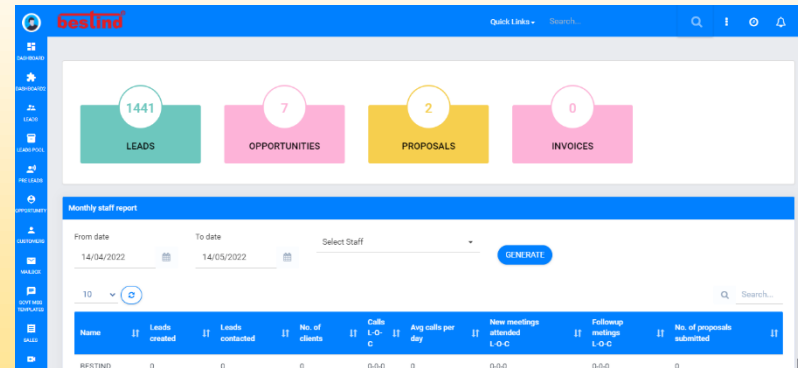 bestind
Quick Links
Search...
DASHBOARD
DASHBOARD2
LEADS
LEADS POOL
PRE LEADS
OPPORTUNITY
CUSTOMERS
MAILBOX
GOVT MSG
TEMPLATES
SALES
1441
LEADS
7
OPPORTUNITIES
2
PROPOSALS
0
INVOICES
Monthly staff report
From date
14/04/2022
To date
14/05/2022
Select Staff
GENERATE
10
Search...
Name
Leads
created
Leads
contacted
No. of
clients
Calls
L-O-
C
Avg calls per
day
New meetings
attended
L-O-C
Followup
metings
L-O-C
No. of proposals
submitted
BESTIND
0
0
0
0-0-0
0
0-0-0
0-0-0
0